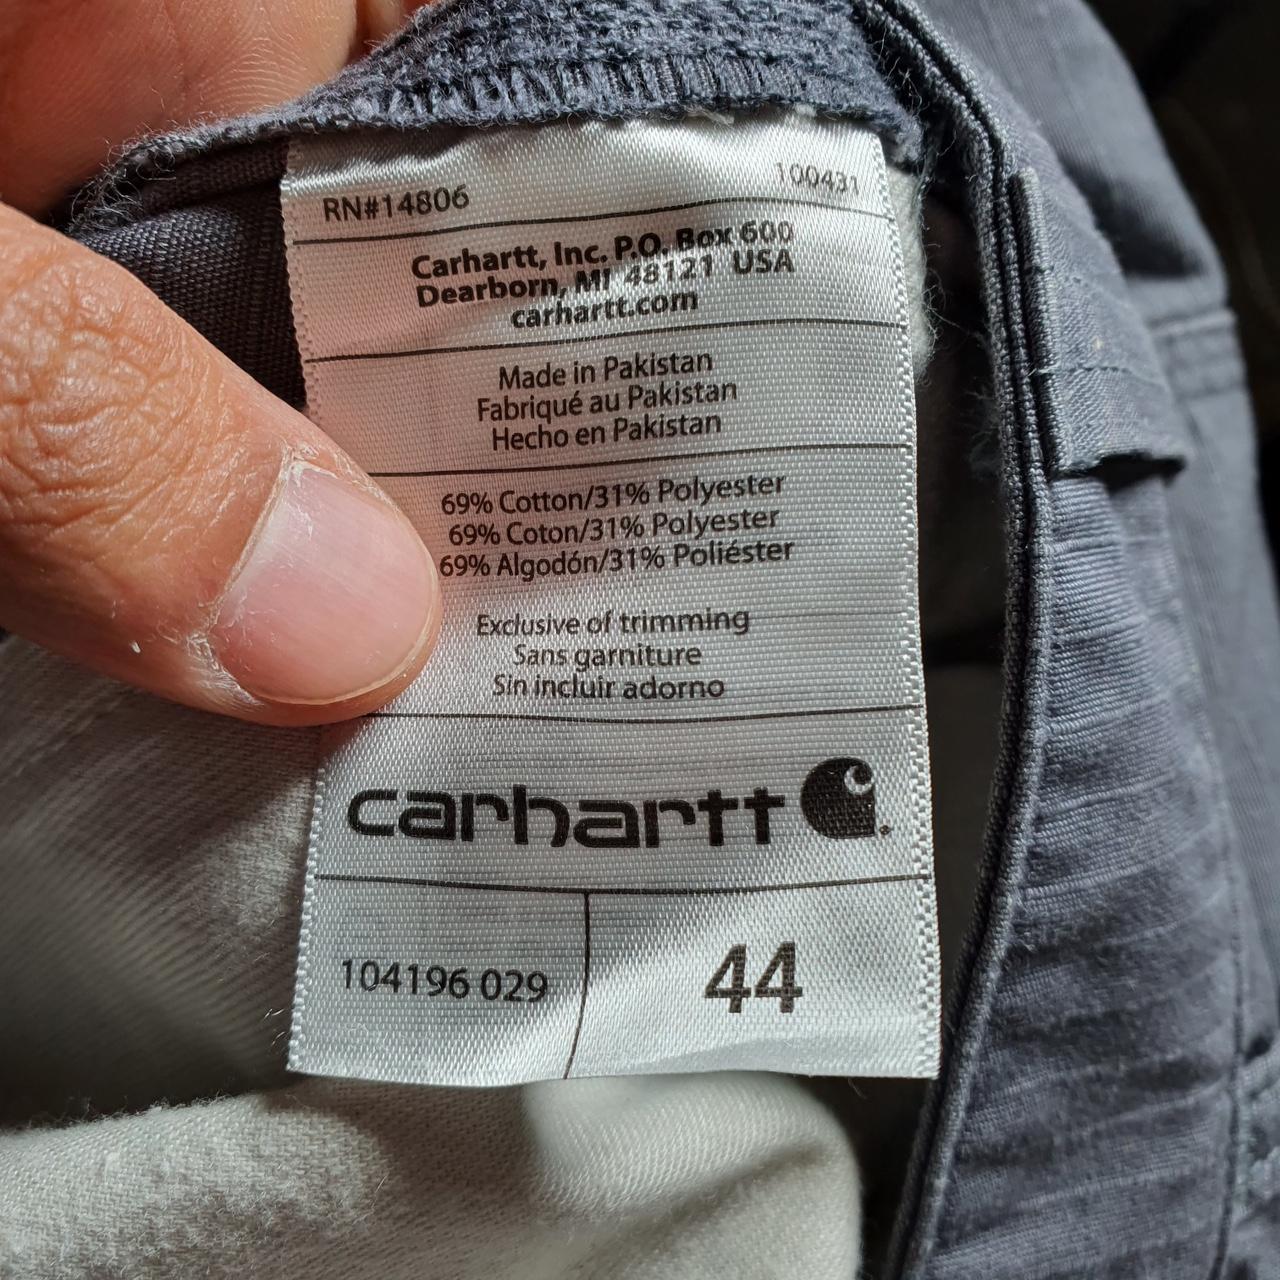 RN#14806 100431
Carhartt, Inc. P.O. Box 600
Dearborn, MI 48121 USA
carhartt.com
Made in Pakistan
Fabriqué au Pakistan
Hecho en Pakistan
69% Cotton/31% Polyester
69% Coton/31% Polyester
69% Algodón/31% Poliéster
Exclusive of trimming
Sans garniture
Sin incluir adorno
carhartt
104196 029 44